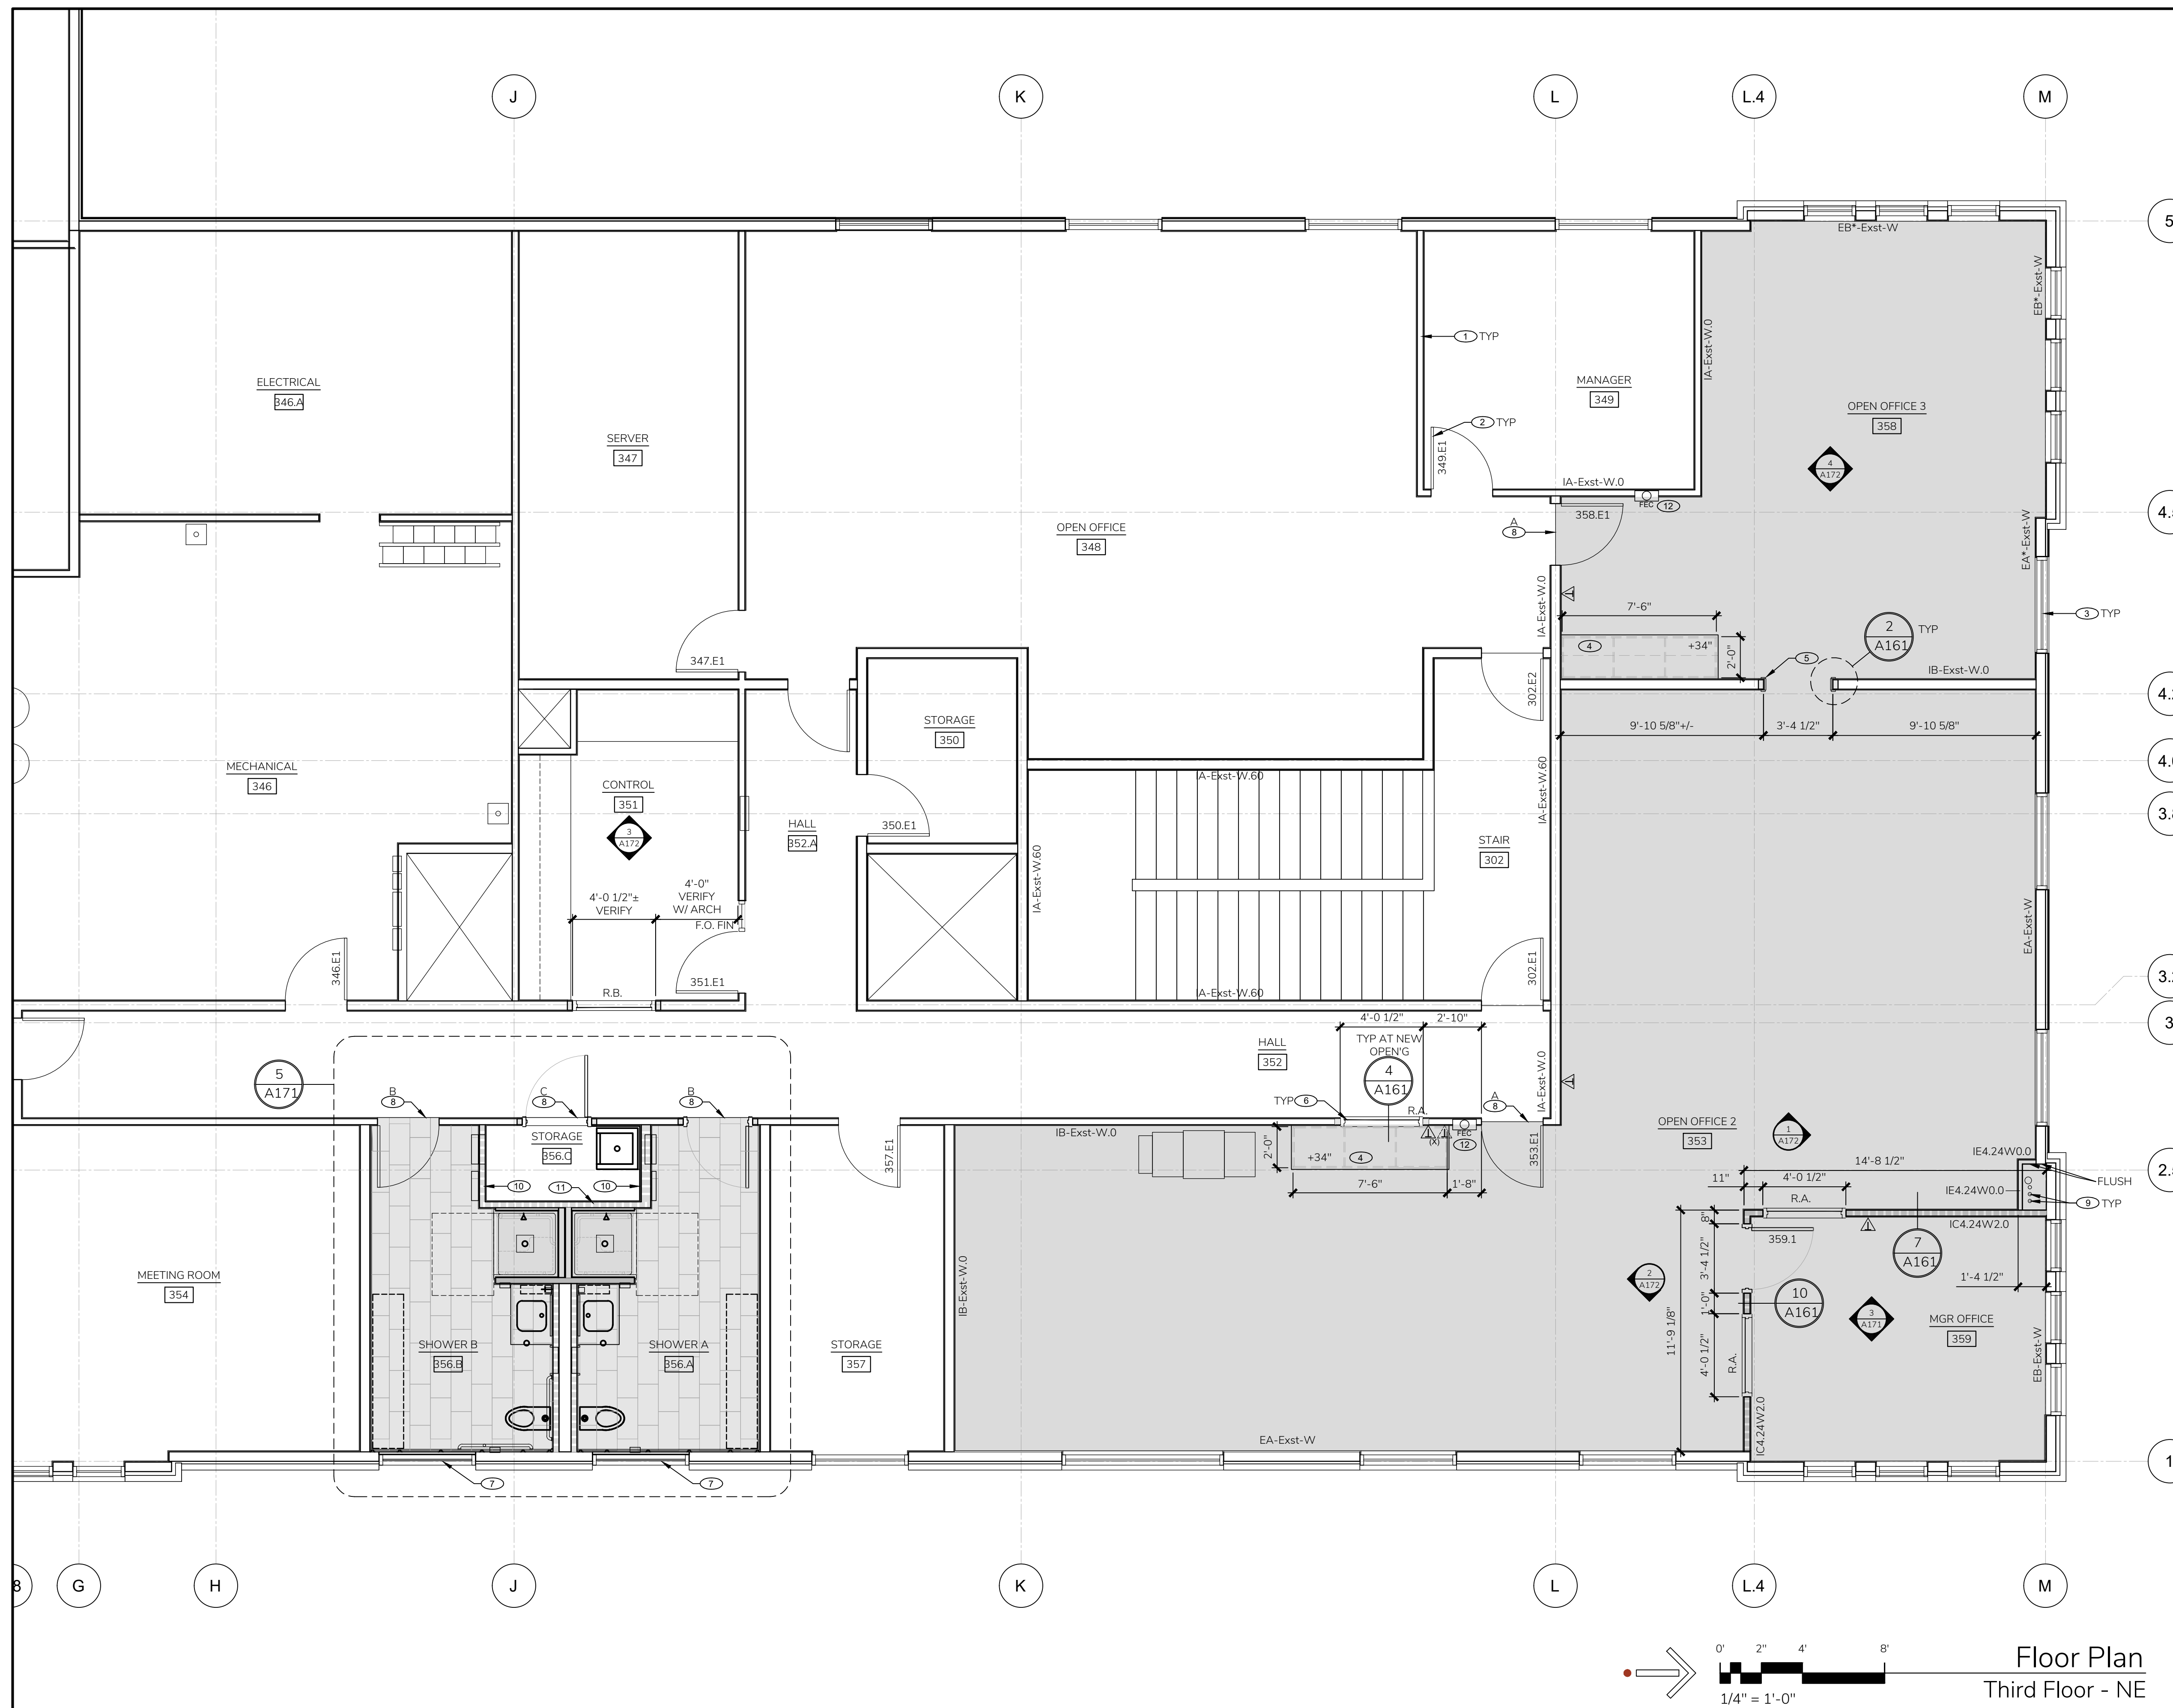 J
K
L
L.4
M
5
EB*-Exst-W
EB*-Exst-W
IA-Exst-W.0
1 TYP
ELECTRICAL
346.A
MANAGER
349
OPEN OFFICE 3
358
2 TYP
SERVER
347
349.E1
4
A172
IA-Exst-W.0
FEC 12
358.E1
A
8
OPEN OFFICE
348
EA*-Exst-W
IA-Exst-W.0
7'-6"
3 TYP
2
A161
TYP
4
+34"
2'-0"
347.E1
5
IB-Exst-W.0
302.E2
STORAGE
350
9'-10 5/8"+/-
3'-4 1/2"
9'-10 5/8"
MECHANICAL
346
IA-Exst-W.60
IA-Exst-W.60
CONTROL
351
3
A172
HALL
352.A
350.E1
STAIR
302
IA-Exst-W.60
4'-0 1/2"±
VERIFY
4'-0"
VERIFY
W/ ARCH
F.O. FIN
EA-Exst-W
346.E1
351.E1
302.E1
R.B.
IA-Exst-W.60
4'-0 1/2"
2'-10"
3
TYP AT NEW
OPEN'G
HALL
352
4
A161
IA-Exst-W.0
5
A171
B
8
C
8
B
8
TYP 6
R.A.
A
8
OPEN OFFICE 2
353
1
A172
IB-Exst-W.0
STORAGE
356.C
357.E1
2'-0"
+34"
4
(X)
FEC
12
353.E1
IE4.24W0.0
14'-8 1/2"
FLUSH
10
11
10
7'-6"
1'-8"
11"
4'-0 1/2"
R.A.
IE4.24W0.0
9 TYP
8"
359.1
IC4.24W2.0
7
A161
MEETING ROOM
354
IB-Exst-W.0
2
A172
3'-4 1/2"
1'-4 1/2"
1'-0"
10
A161
3
A171
MGR OFFICE
359
11'-9 1/8"
4'-0 1/2"
R.A.
EB-Exst-W
SHOWER B
356.B
SHOWER A
356.A
STORAGE
357
IC4.24W2.0
EA-Exst-W
7
7
G
H
J
K
L
L.4
M
0'
2"
4'
8'
1/4" = 1'-0"
Floor Plan
Third Floor - NE